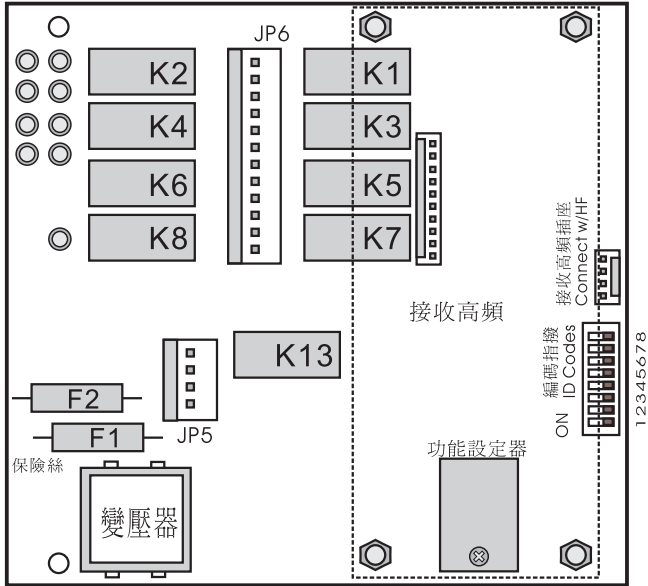 JP6
K2
K1
K4
K3
K6
K5
K8
K7
接收高頻插座
Connect w/HF
接收高頻
K13
編碼指撥
ID Codes
ON
12345678
F2
F1
JP5
保險絲
功能設定器
變壓器